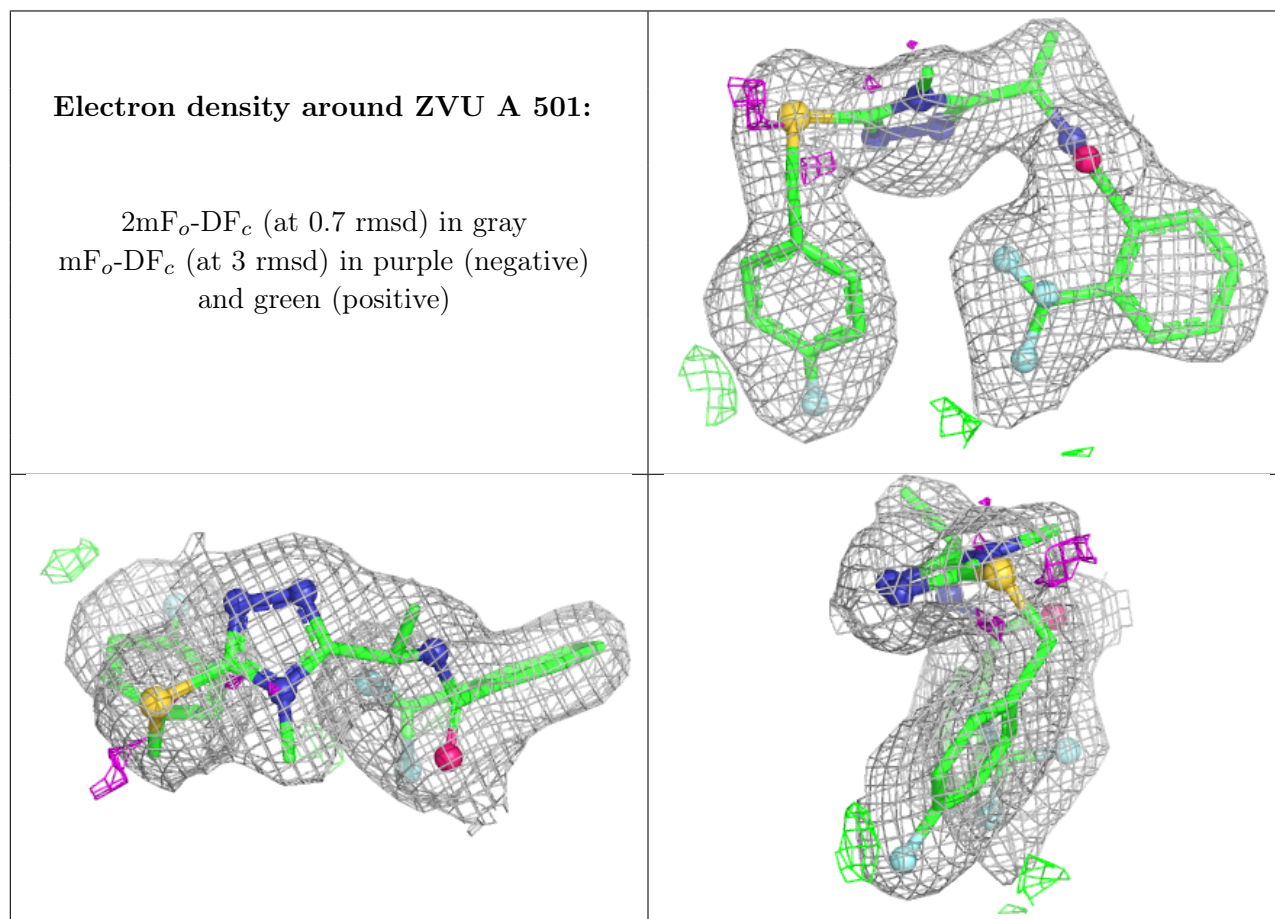 Electron density around ZVU A 501:
2mFo-DFc (at 0.7 rmsd) in gray
mFo-DFc (at 3 rmsd) in purple (negative)
and green (positive)